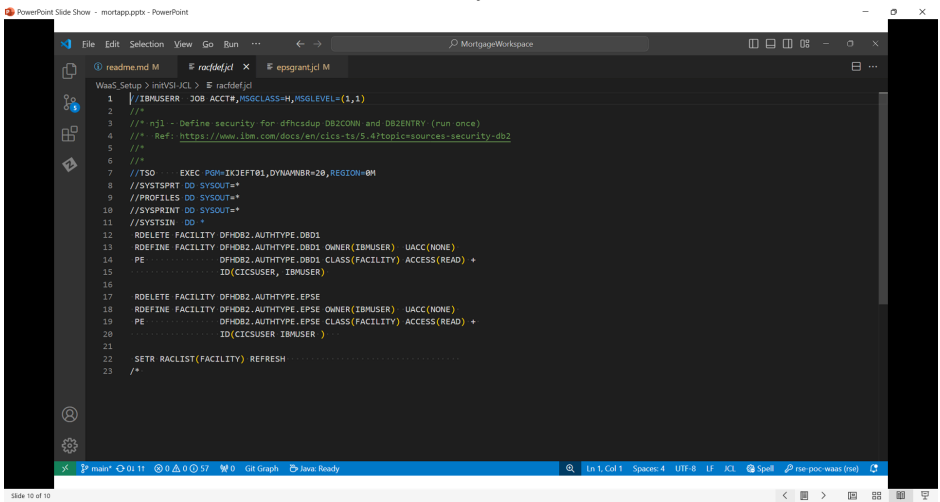 PowerPoint Slide Show - mortapp.pptx - PowerPoint
File Edit Selection View Go Run ··· MortgageWorkspace
readme.md M racfdef.jcl epsgrant.jcl M
WaaS_Setup > initVSI-JCL > racfdef.jcl
1 //IBMUSERR JOB ACCT#,MSGCLASS=H,MSGLEVEL=(1,1)
2 //*
3 //* njl - Define security for dfhcsdup DB2CONN and DB2ENTRY (run once)
4 //* Ref: https://www.ibm.com/docs/en/cics-ts/5.4?topic=sources-security-db2
5 //*
6 //*
7 //TSO EXEC PGM=IKJEFT01,DYNAMNBR=20,REGION=0M
8 //SYSTSPRT DD SYSOUT=*
9 //PROFILES DD SYSOUT=*
10 //SYSPRINT DD SYSOUT=*
11 //SYSTSIN DD *
12 RDELETE FACILITY DFHDB2.AUTHTYPE.DBD1
13 RDEFINE FACILITY DFHDB2.AUTHTYPE.DBD1 OWNER(IBMUSER) UACC(NONE)
14 PE DFHDB2.AUTHTYPE.DBD1 CLASS(FACILITY) ACCESS(READ) +
15 ID(CICSUSER, IBMUSER)
16
17 RDELETE FACILITY DFHDB2.AUTHTYPE.EPSE
18 RDEFINE FACILITY DFHDB2.AUTHTYPE.EPSE OWNER(IBMUSER) UACC(NONE)
19 PE DFHDB2.AUTHTYPE.EPSE CLASS(FACILITY) ACCESS(READ) +
20 ID(CICSUSER IBMUSER )
21
22 SETR RACLIST(FACILITY) REFRESH
23 /*
main* 0↓ 1↑ 0 0 57 0 Git Graph Java: Ready Ln 1, Col 1 Spaces: 4 UTF-8 LF JCL Spell rse-poc-waas (rse)
Slide 10 of 10